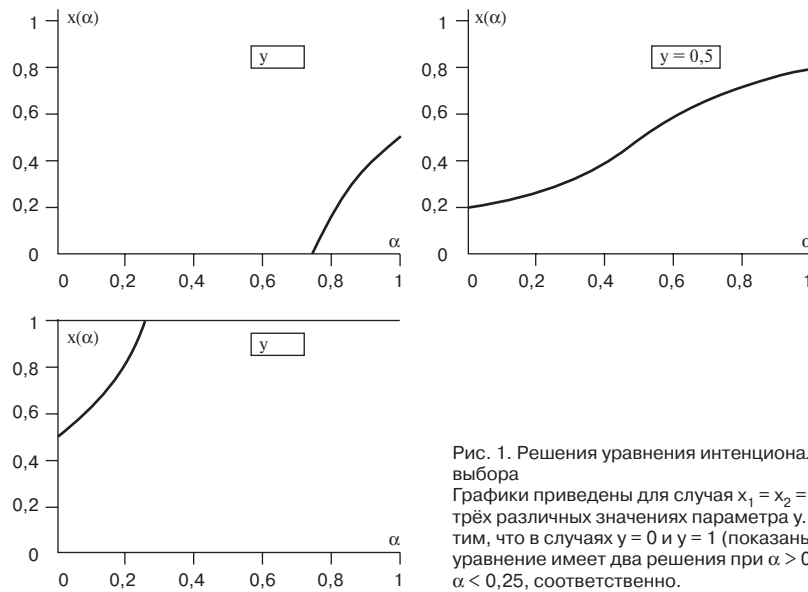 1 x(α)
y
0,8
0,6
0,4
0,2
0
α
0 0,2 0,4 0,6 0,8 1
1 x(α)
y = 0,5
0,8
0,6
0,4
0,2
0
0 0,2 0,4 0,6 0,8
1 x(α)
y
0,8
0,6
0,4
0,2
0
α
0 0,2 0,4 0,6 0,8 1
Рис. 1. Решения уравнения интенционал
выбора
Графики приведены для случая x₁ = x₂ =
трёх различных значениях параметра y.
тим, что в случаях y = 0 и y = 1 (показаны
уравнение имеет два решения при α > 0
α < 0,25, соответственно.